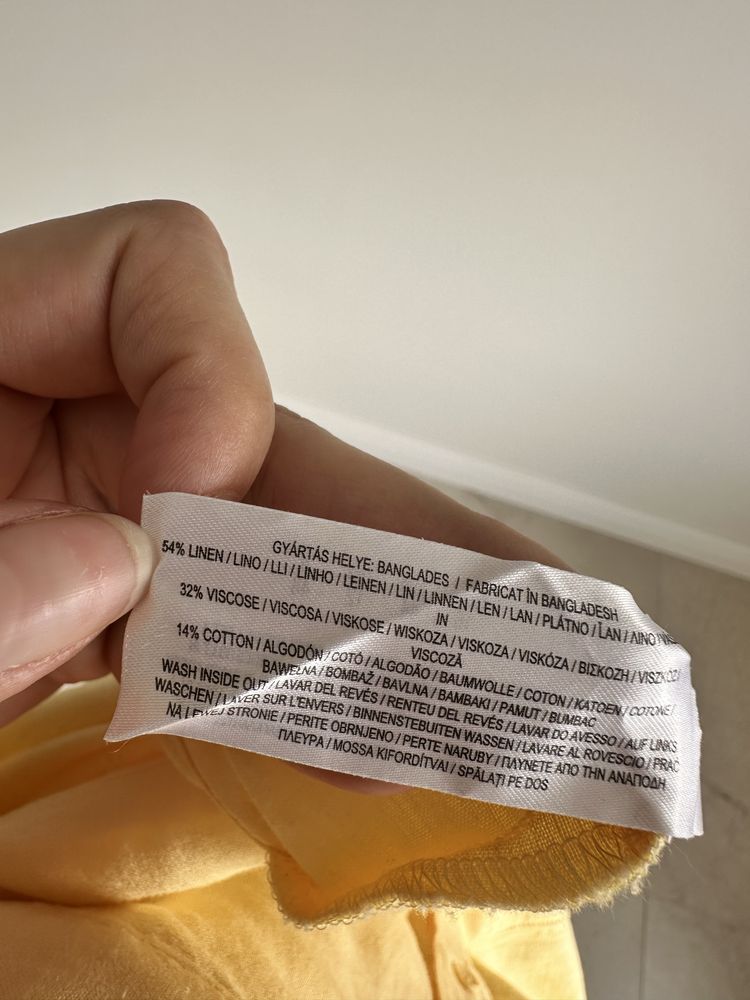 GYÁRTÁS HELYE: BANGLADES / FABRICAT ÎN BANGLADESH
54% LINEN / LINO / LLI / LINHO / LEINEN / LIN / LINNEN / LEN / LAN / PLÁTNO / ΛΙΝΟ /
IN
32% VISCOSE / VISCOSA / VISKOSE / WISKOZA / VISKOZA / VISKÓZA / ΒΙΣΚΟΖΗ / VISZKÓZ /
VISCOZĂ
14% COTTON / ALGODÓN / COTÓ / ALGODÃO / BAUMWOLLE / COTON / KATOEN / COTONE /
BAWEŁNA / BOMBAŽ / BAVLNA / BAMBAKI / PAMUT / BUMBAC
WASH INSIDE OUT / LAVAR DEL REVÉS / RENTEU DEL REVÉS / LAVAR DO AVESSO / AUF LINKS
WASCHEN / LAVER SUR L'ENVERS / BINNENSTEBUITEN WASSEN / LAVARE AL ROVESCIO / PRAĆ
NA LEWEJ STRONIE / PERITE OBRNJENO / PERTE NARUBY / ΠΛΥΝΕΤΕ ΑΠΟ ΤΗΝ ΑΝΑΠΟΔΗ
ΠΛΕΥΡΑ / MOSSA KIFORDÍTVA / SPĂLAȚI PE DOS